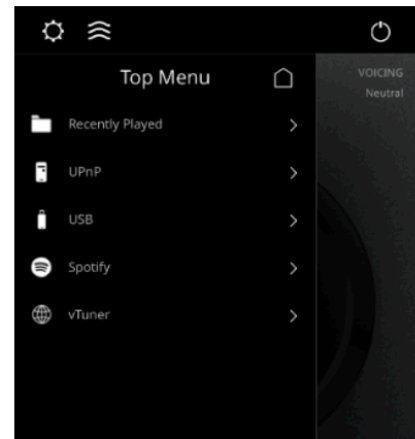 Top Menu
VOICING
Neutral
Recently Played
UPnP
USB
Spotify
vTuner